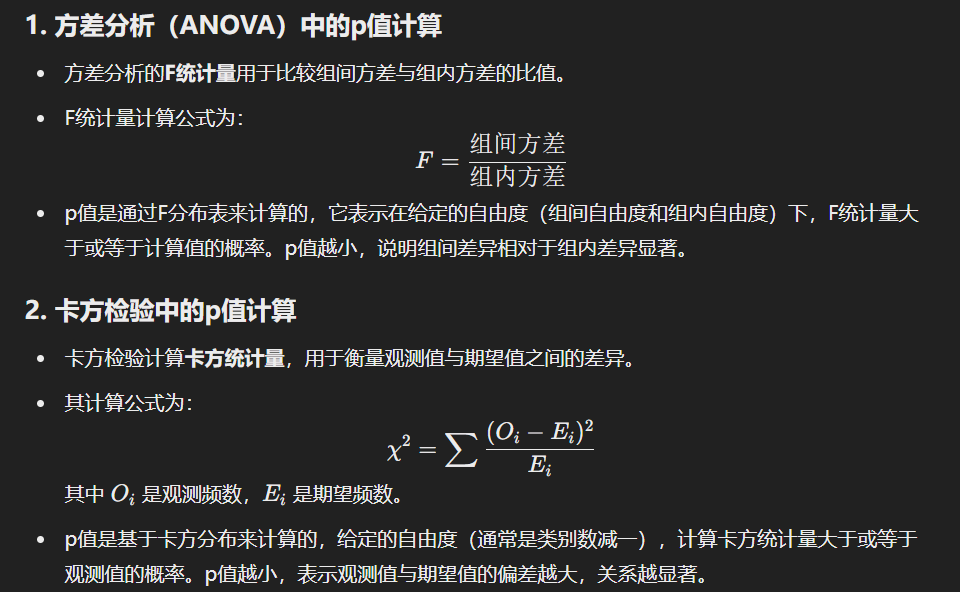 1. 方差分析（ANOVA）中的p值计算
• 方差分析的F统计量用于比较组间方差与组内方差的比值。
• F统计量计算公式为：
F = 组间方差 / 组内方差
• p值是通过F分布表来计算的，它表示在给定的自由度（组间自由度和组内自由度）下，F统计量大
于或等于计算值的概率。p值越小，说明组间差异相对于组内差异显著。
2. 卡方检验中的p值计算
• 卡方检验计算卡方统计量，用于衡量观测值与期望值之间的差异。
• 其计算公式为：
χ² = ∑ (Oᵢ − Eᵢ)² / Eᵢ
其中 Oᵢ 是观测频数，Eᵢ 是期望频数。
• p值是基于卡方分布来计算的，给定的自由度（通常是类别数减一），计算卡方统计量大于或等于
观测值的概率。p值越小，表示观测值与期望值的偏差越大，关系越显著。